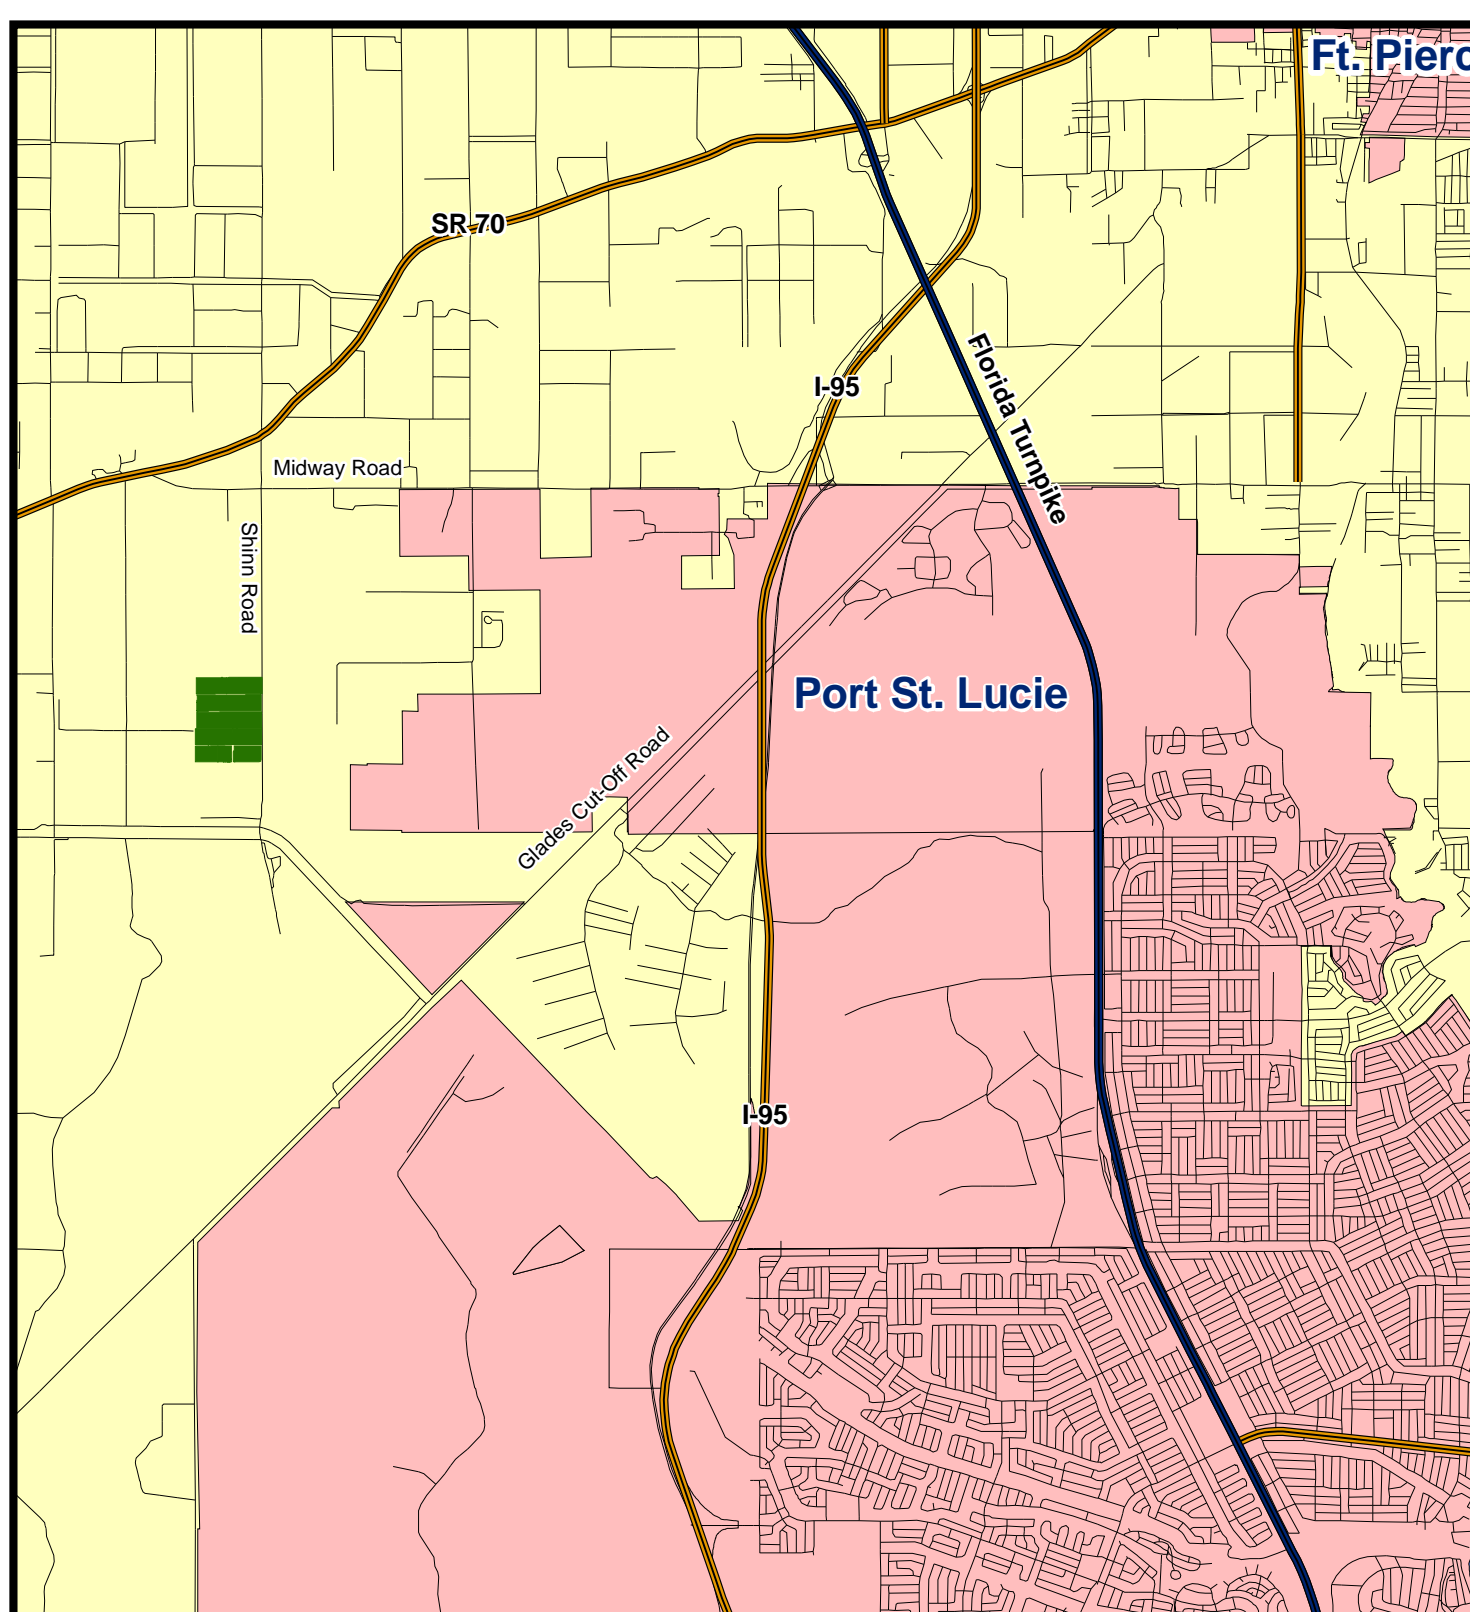 Ft. Pierc
SR 70
I-95
Florida Turnpike
Midway Road
Shinn Road
Port St. Lucie
Glades Cut-Off Road
I-95